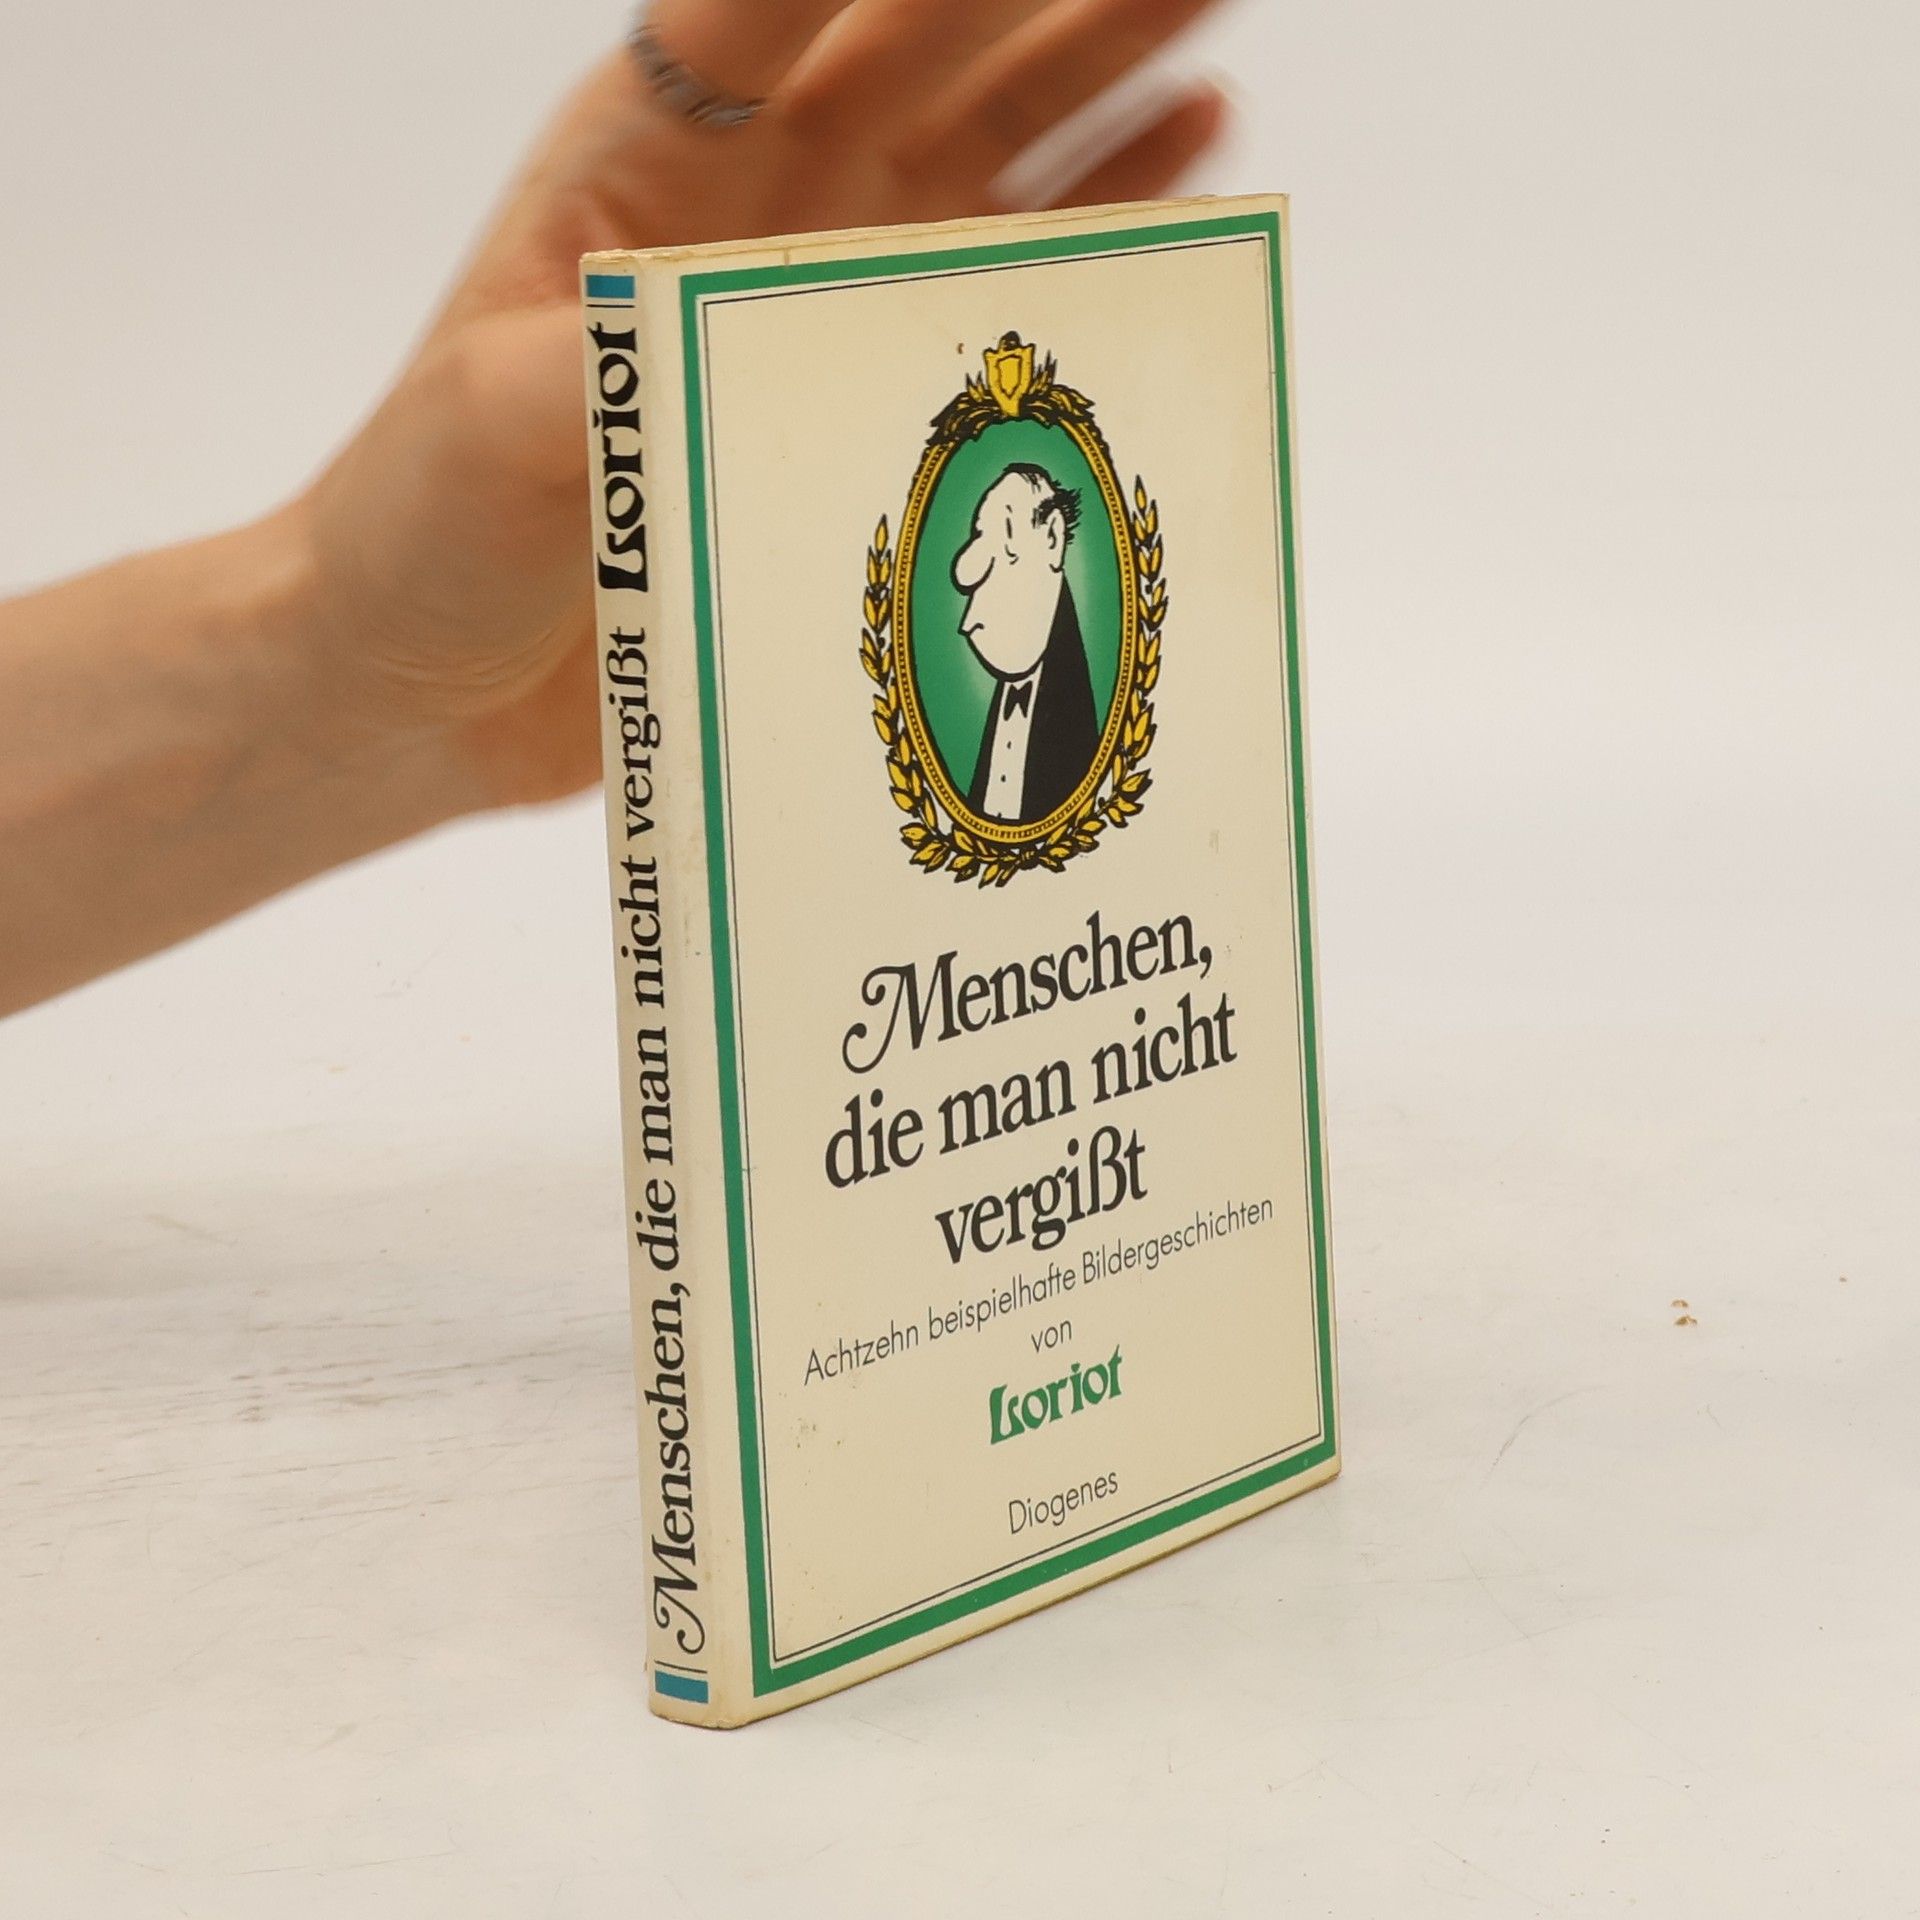 Menschen, die man nicht vergißt Loriot
Menschen,
die man nicht
vergißt
Achtzehn beispielhafte Bildergeschichten
von
Loriot
Diogenes